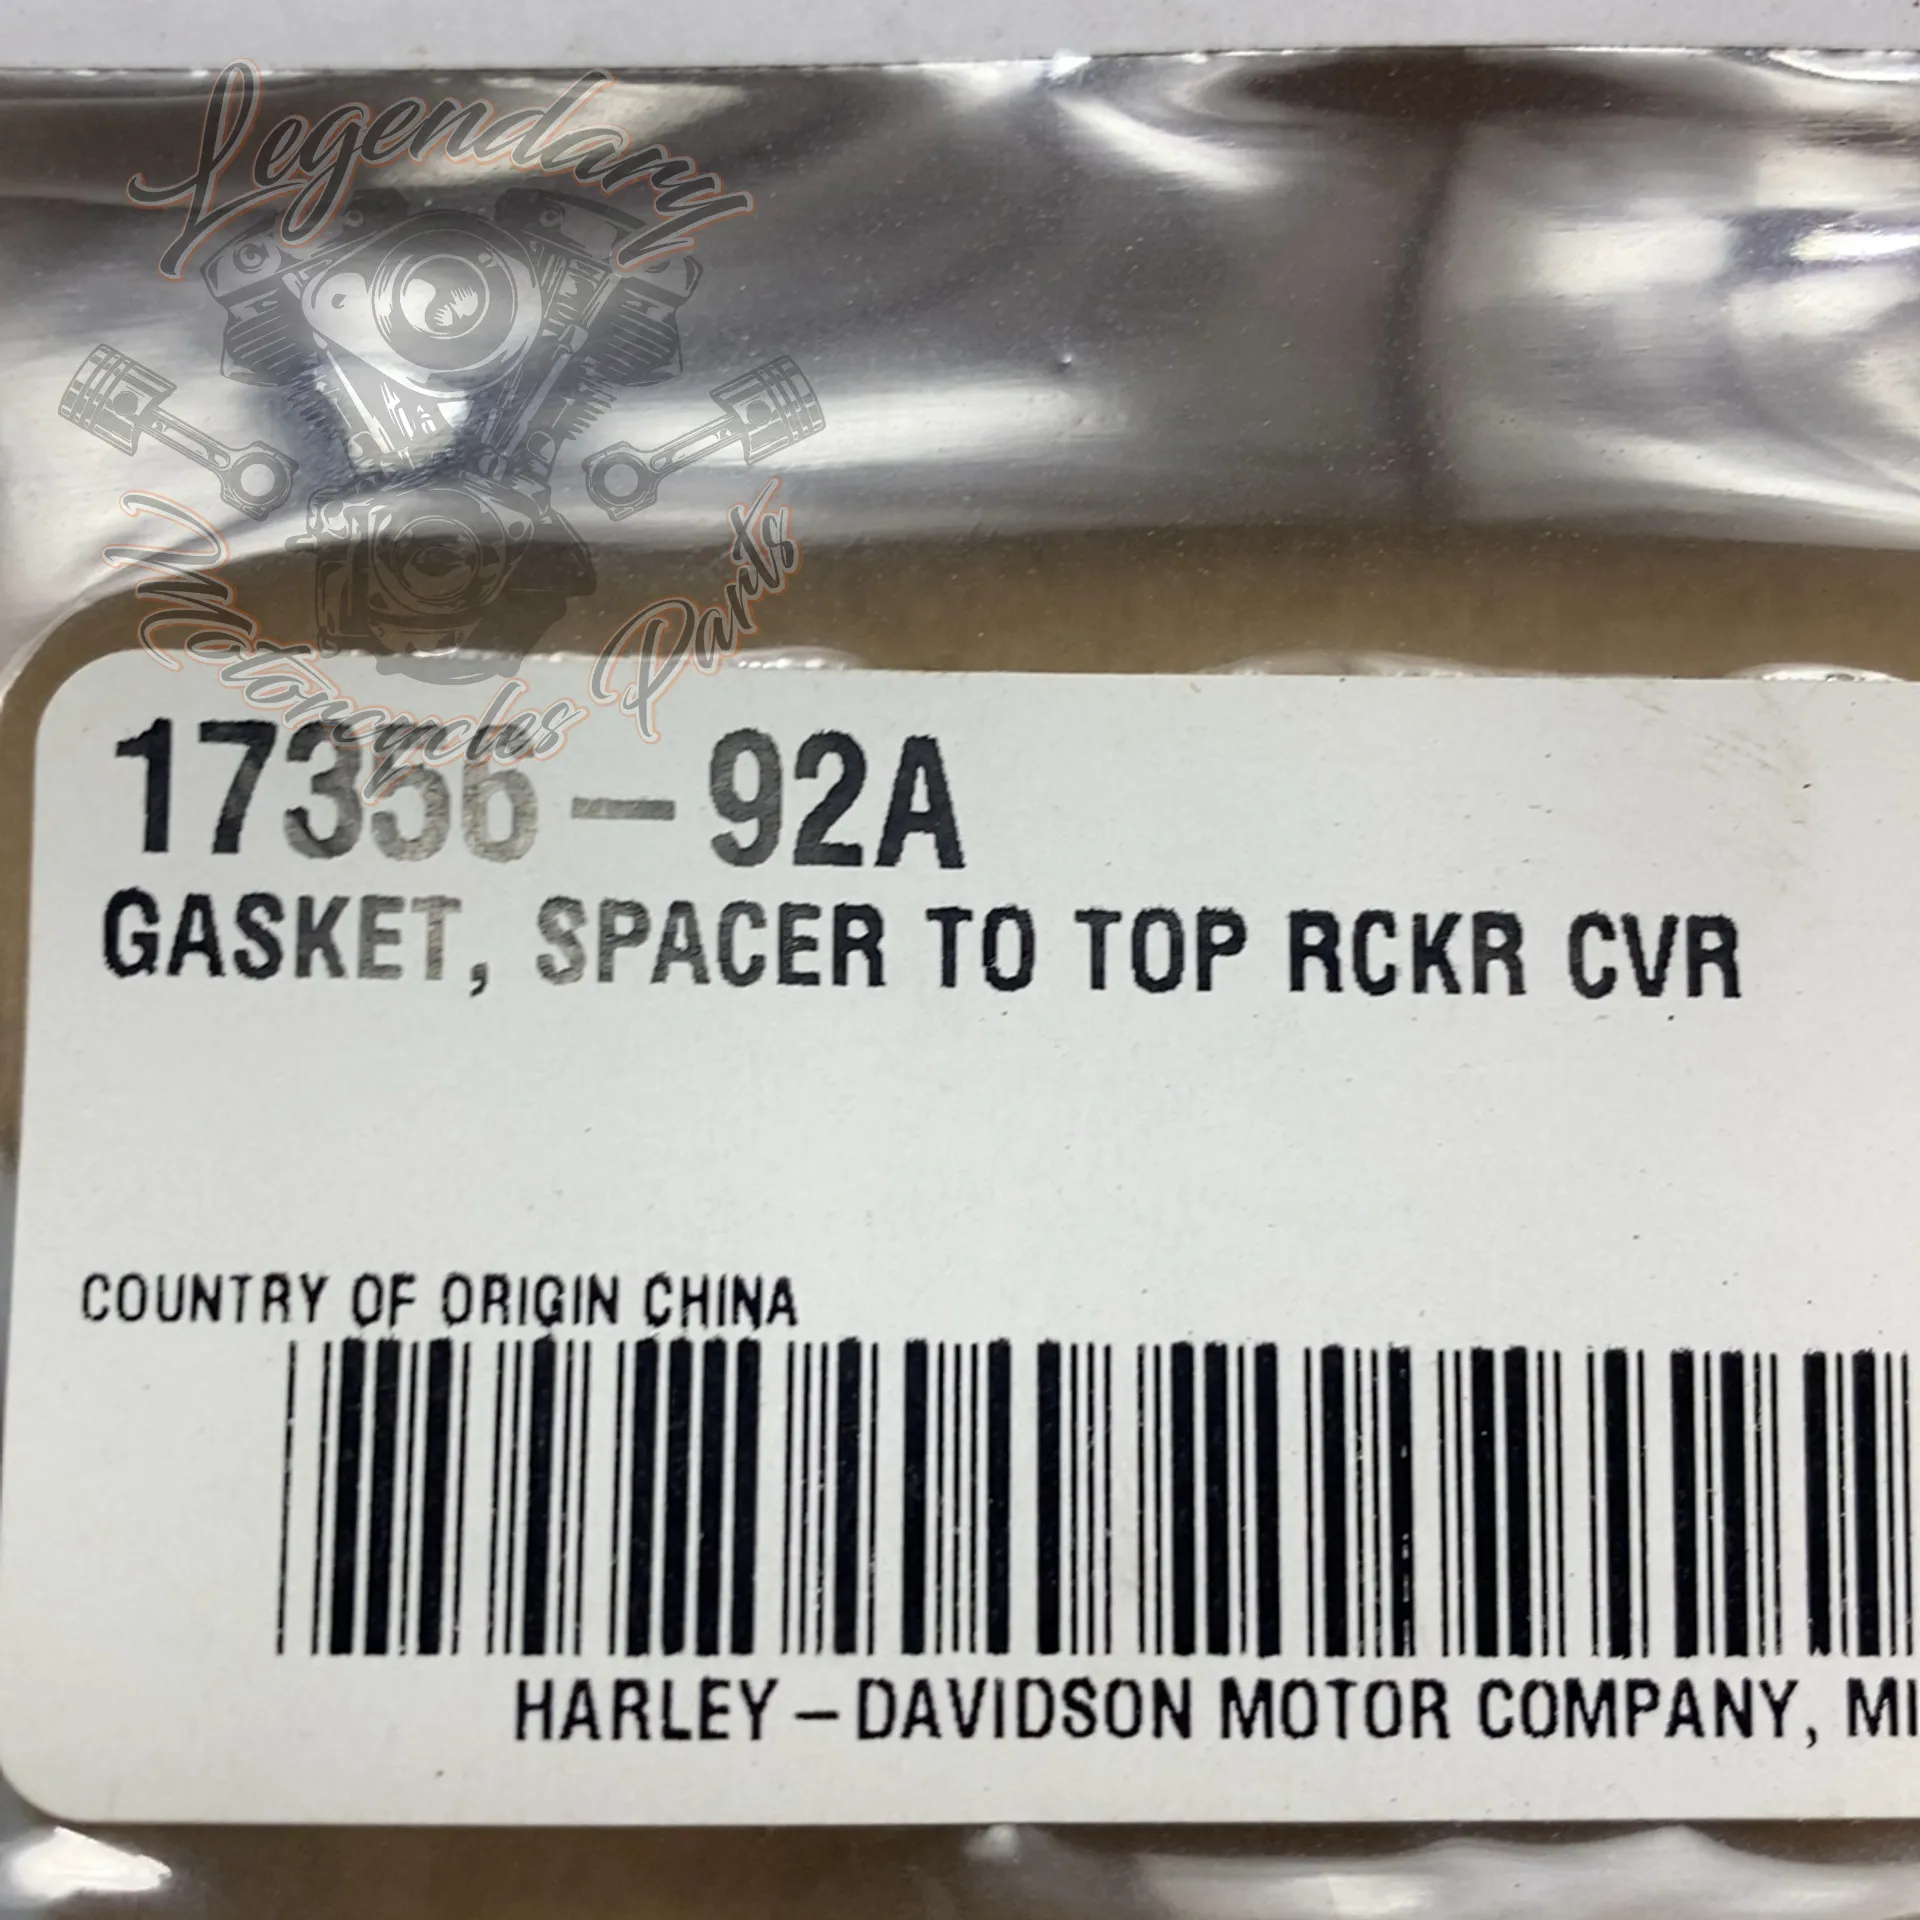 Legendary
Motorcycles Parts
17356-92A
GASKET, SPACER TO TOP RCKR CVR
COUNTRY OF ORIGIN CHINA
HARLEY-DAVIDSON MOTOR COMPANY, MI